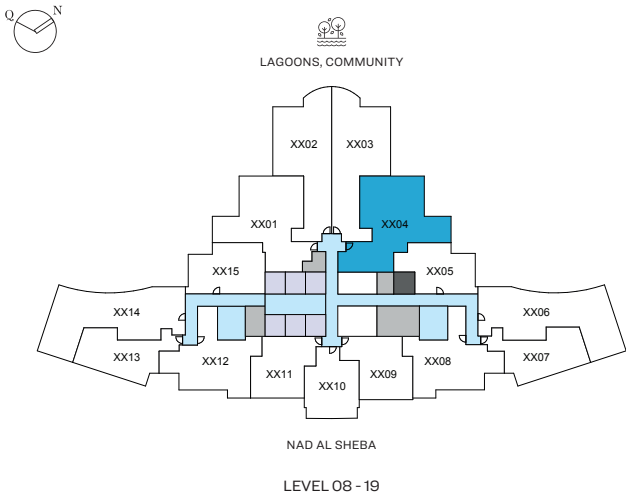 Q N
LAGOONS, COMMUNITY
XX02 XX03
XX01 XX04
XX15 XX05
XX14 XX06
XX13 XX12 XX11 XX10 XX09 XX08 XX07
NAD AL SHEBA
LEVEL 08 - 19